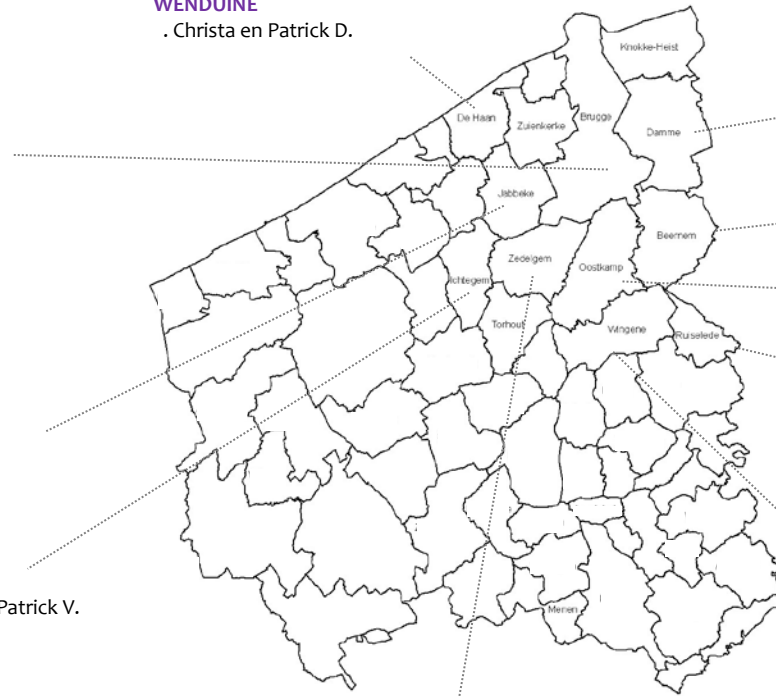 WENDUINE
. Christa en Patrick D.
Knokke-Heist
De Haan
Zuienkerke
Brugge
Damme
Jabbeke
Beernem
Zedelgem
Oostkamp
Ichtegem
Torhout
Wingene
Ruiselede
Patrick V.
Menen